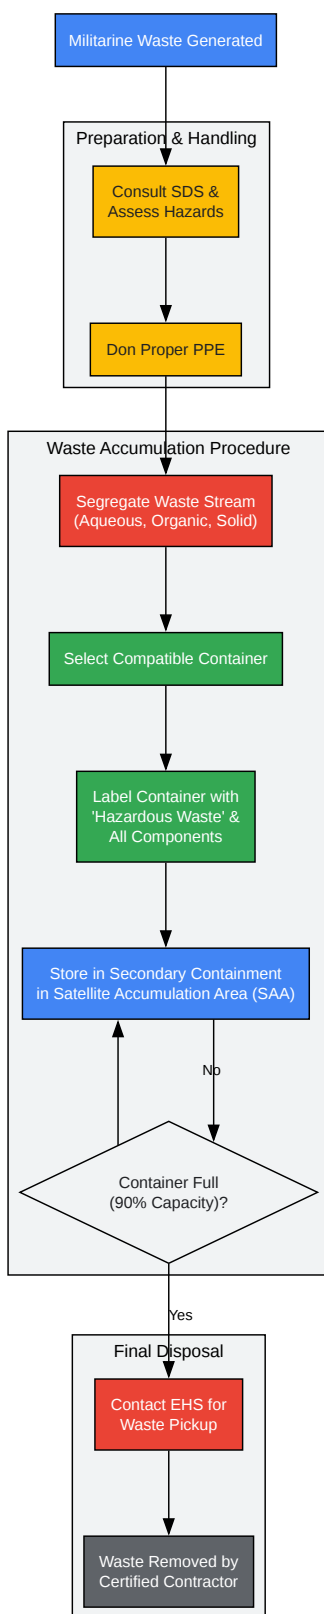 Militarine Waste Generated
Preparation & Handling
Consult SDS &
Assess Hazards
Don Proper PPE
Waste Accumulation Procedure
Segregate Waste Stream
(Aqueous, Organic, Solid)
Select Compatible Container
Label Container with
'Hazardous Waste' &
All Components
Store in Secondary Containment
in Satellite Accumulation Area (SAA)
No
Container Full
(90% Capacity)?
Yes
Final Disposal
Contact EHS for
Waste Pickup
Waste Removed by
Certified Contractor